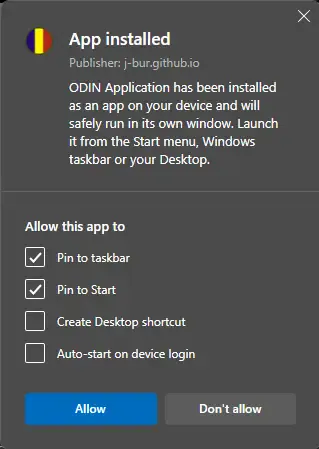 App installed
Publisher: j-bur.github.io
ODIN Application has been installed
as an app on your device and will
safely run in its own window. Launch
it from the Start menu, Windows
taskbar or your Desktop.
Allow this app to
Pin to taskbar
Pin to Start
Create Desktop shortcut
Auto-start on device login
Allow
Don't allow